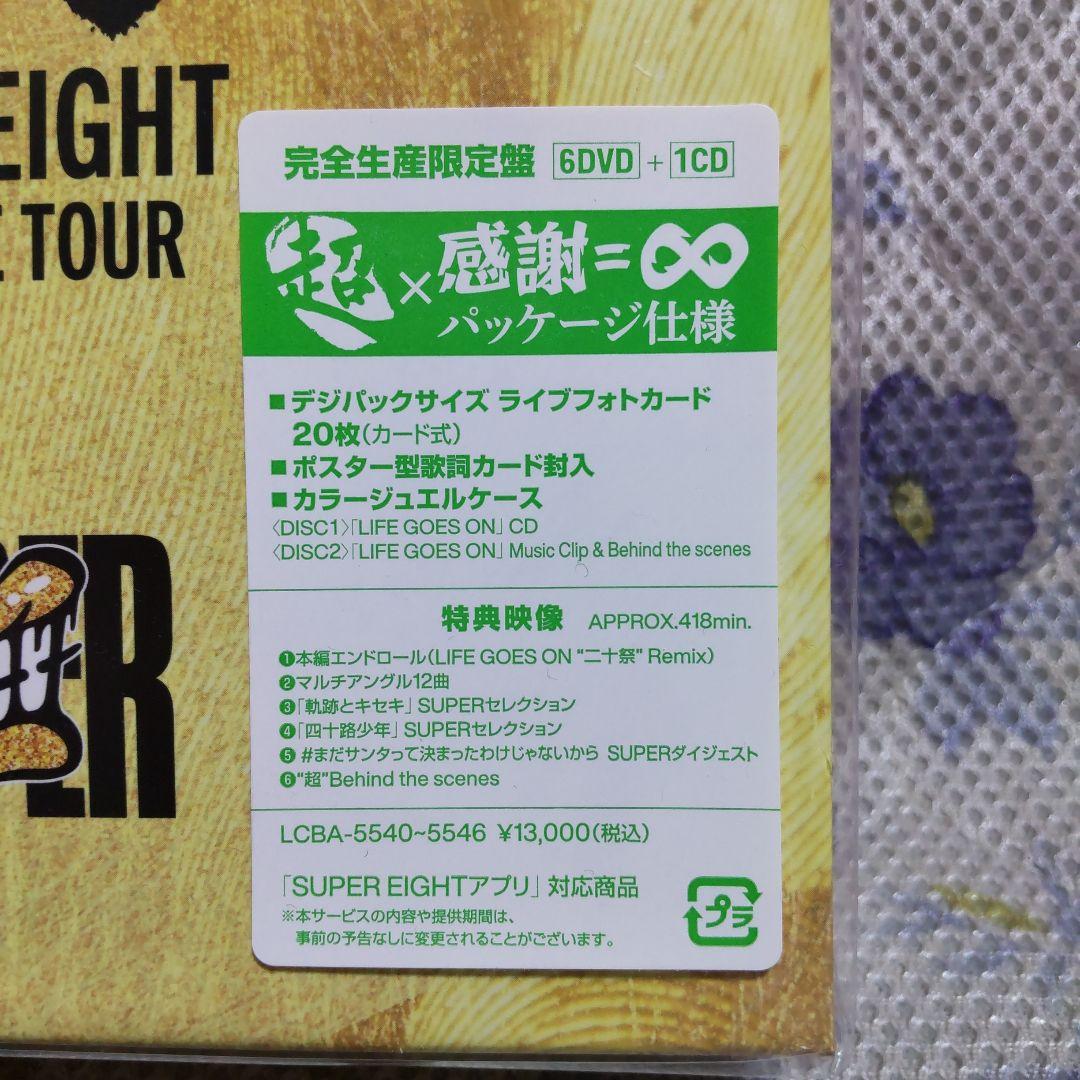 EIGHT
TOUR
ER
完全生産限定盤 6DVD + 1CD
超×感謝=∞
パッケージ仕様
■デジパックサイズ ライブフォトカード
20枚(カード式)
■ポスター型歌詞カード封入
■カラージュエルケース
〈DISC1〉「LIFE GOES ON」CD
〈DISC2〉「LIFE GOES ON」Music Clip & Behind the scenes
特典映像 APPROX.418min.
❶本編エンドロール(LIFE GOES ON “二十祭” Remix)
❷マルチアングル12曲
❸「軌跡とキセキ」SUPERセレクション
❹「四十路少年」SUPERセレクション
❺#まだサンタって決まったわけじゃないから SUPERダイジェスト
❻“超”Behind the scenes
LCBA-5540~5546 ¥13,000(税込)
「SUPER EIGHTアプリ」対応商品
※本サービスの内容や提供期間は、
事前の予告なしに変更されることがございます。
プラ